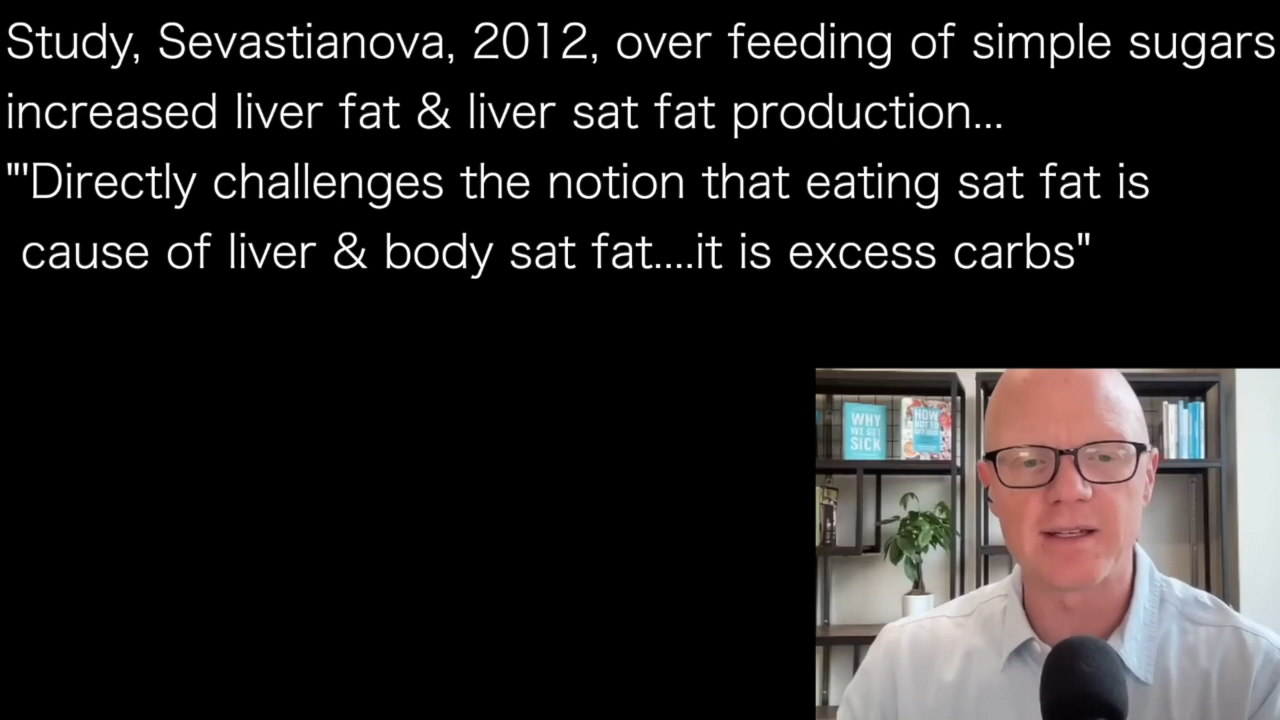 Study, Sevastianova, 2012, over feeding of simple sugars
increased liver fat & liver sat fat production...
"'Directly challenges the notion that eating sat fat is
cause of liver & body sat fat....it is excess carbs"
WHY
WE GET
SICK
HOW
NOT TO
GET SICK